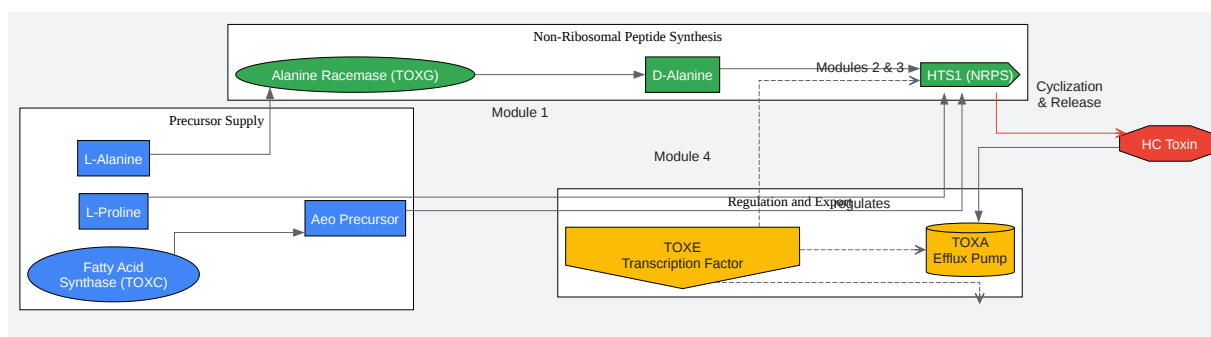 Non-Ribosomal Peptide Synthesis
Alanine Racemase (TOXG)
D-Alanine
Modules 2 & 3
HTS1 (NRPS)
Cyclization
& Release
Module 1
Precursor Supply
L-Alanine
Module 4
HC Toxin
L-Proline
Aeo Precursor
Regulation and Export
regulates
Fatty Acid
Synthase (TOXC)
TOXE
Transcription Factor
TOXA
Efflux Pump